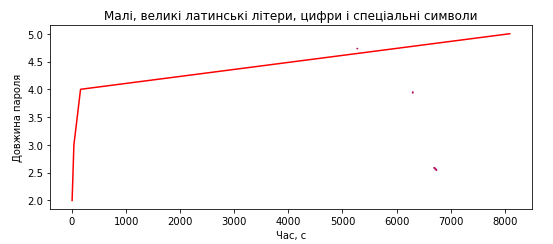 Малі, великі латинські літери, цифри і спеціальні символи
5.0
4.5
4.0
3.5
3.0
2.5
2.0
Довжина пароля
0 1000 2000 3000 4000 5000 6000 7000 8000
Час, с